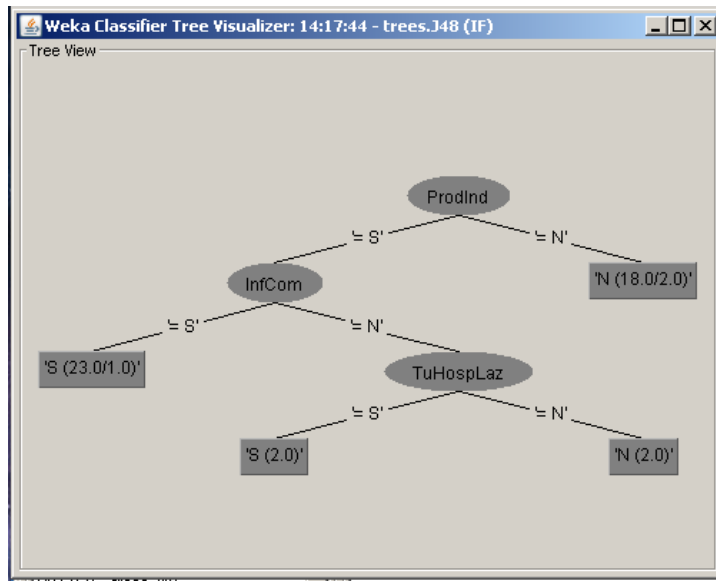 Weka Classifier Tree Visualizer: 14:17:44 - trees.J48 (IF)
Tree View
ProdInd
'= S' '= N'
InfCom 'N (18.0/2.0)'
'= S' '= N'
'S (23.0/1.0)' TuHospLaz
'= S' '= N'
'S (2.0)' 'N (2.0)'